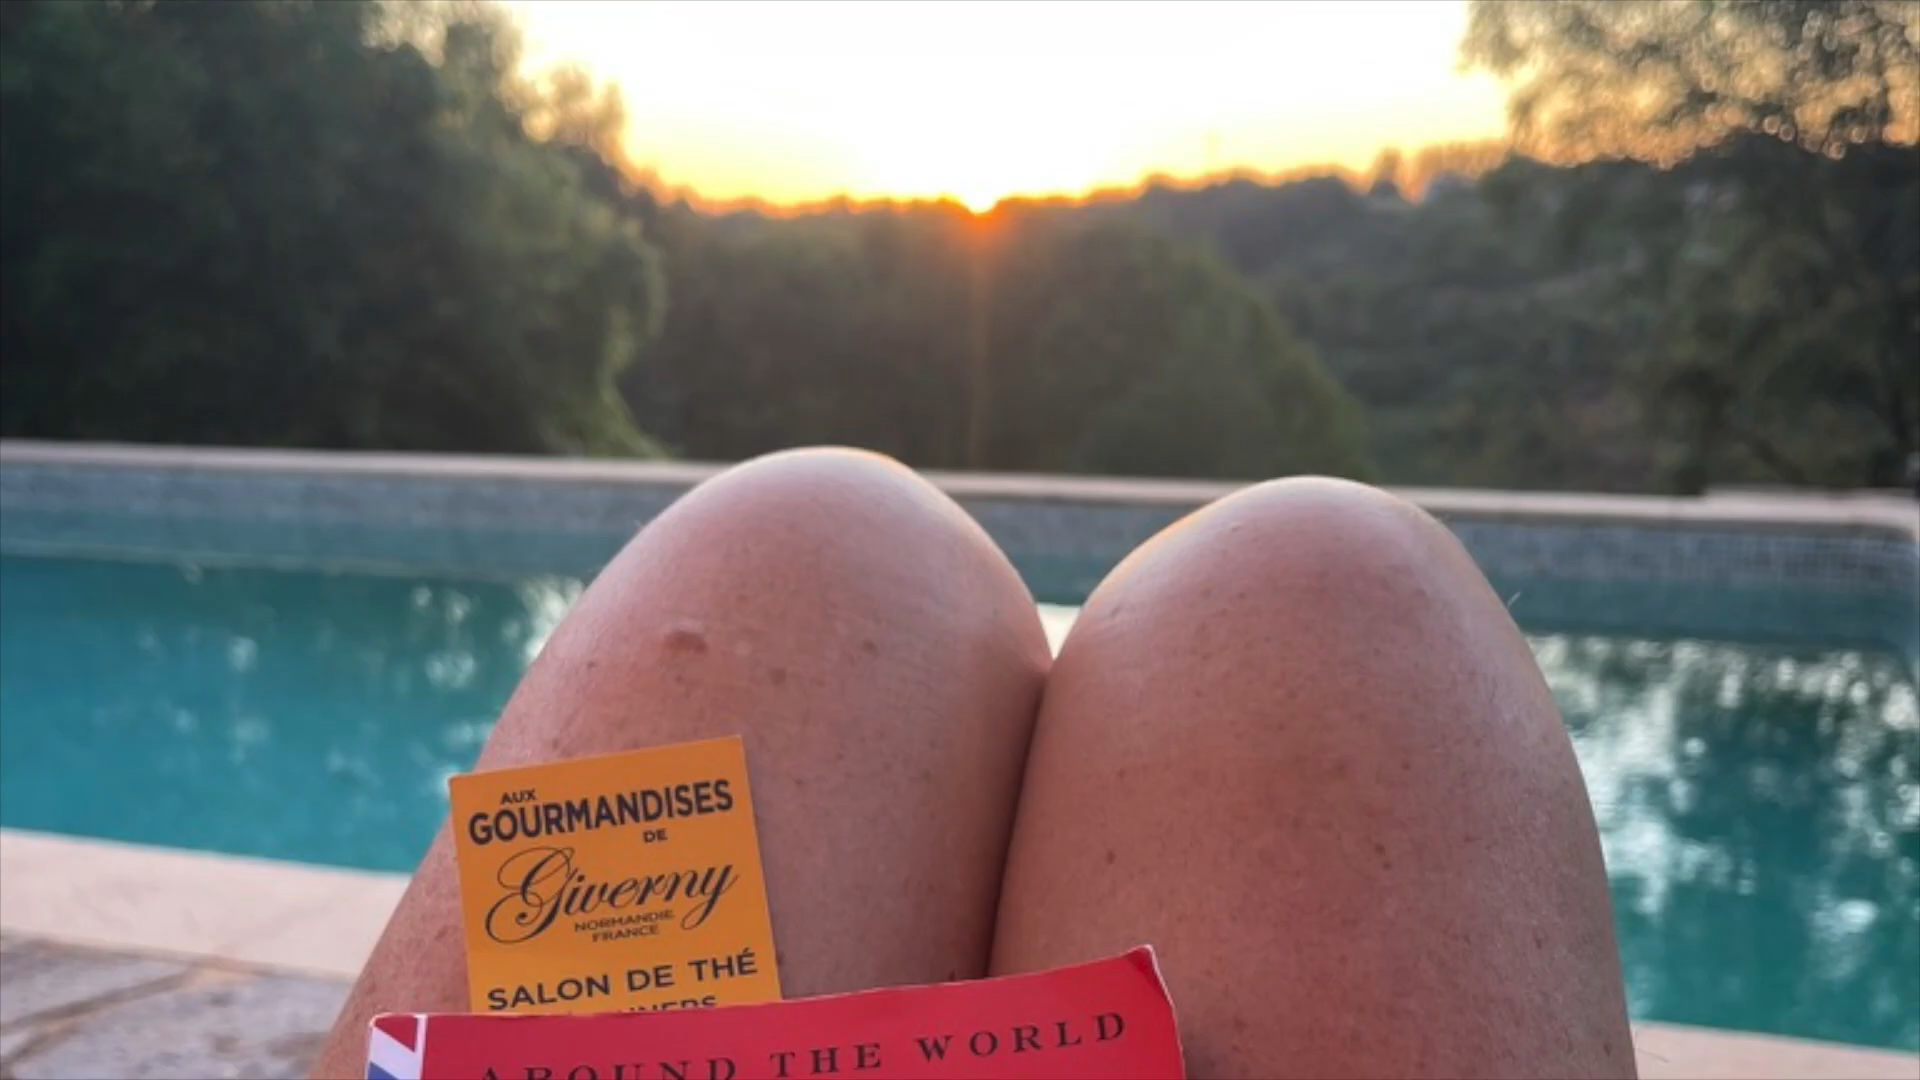 AUX
GOURMANDISES
DE
Giverny
NORMANDIE
FRANCE
SALON DE THÉ
AROUND THE WORLD